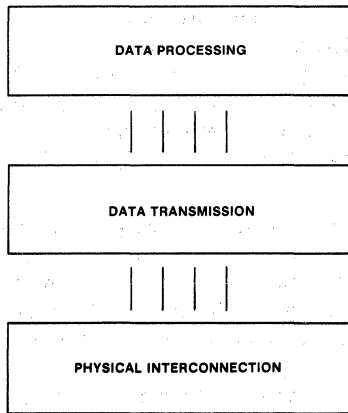 DATA PROCESSING
DATA TRANSMISSION
PHYSICAL INTERCONNECTION